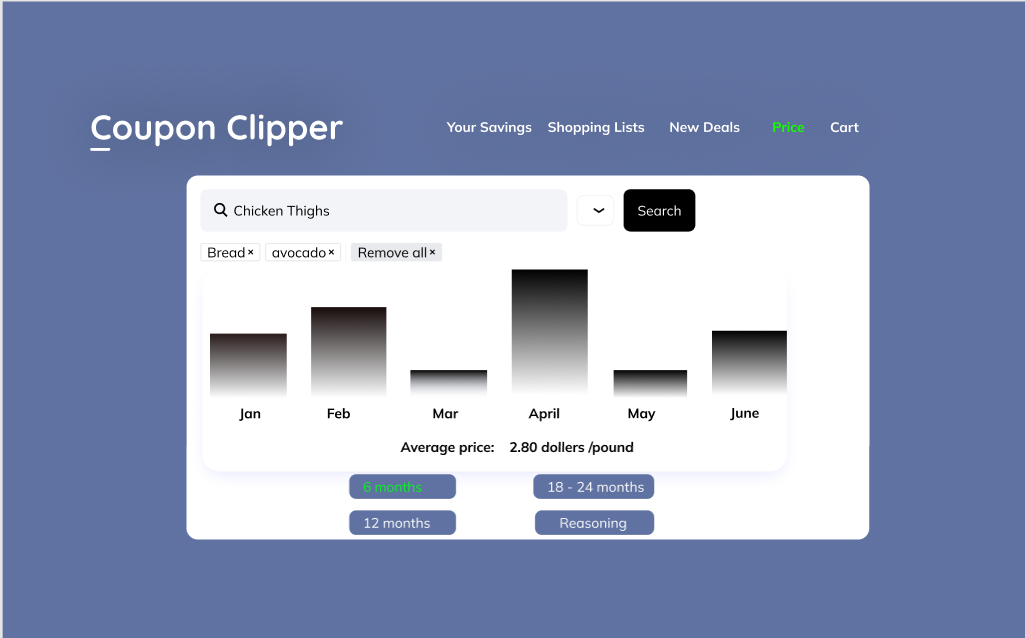 Coupon Clipper
Your Savings Shopping Lists New Deals Price Cart
Chicken Thighs Search
Bread × avocado × Remove all ×
Jan Feb Mar April May June
Average price: 2.80 dollers /pound
6 months 18 - 24 months
12 months Reasoning